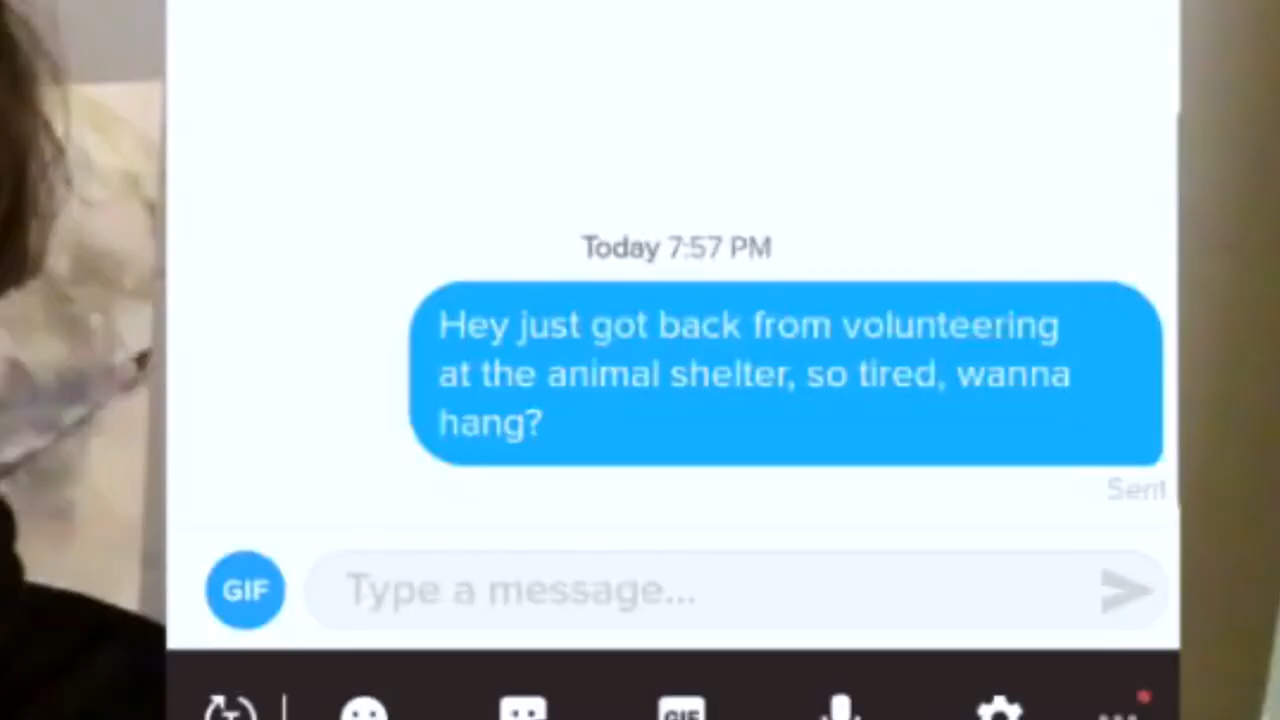 Today 7:57 PM
Hey just got back from volunteering
at the animal shelter, so tired, wanna
hang?
Sent
GIF
Type a message...
GIF